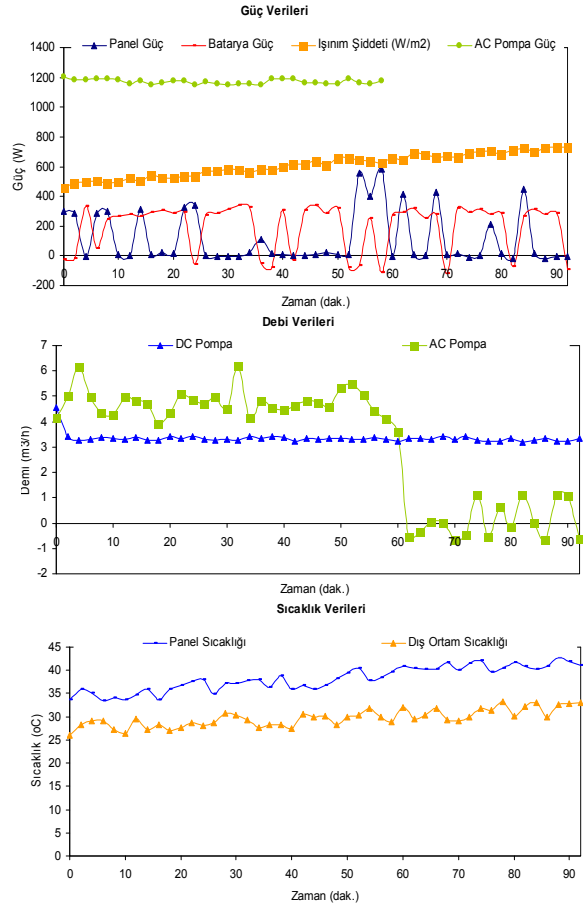 Güç Verileri
Panel Güç Batarya Güç Işınım Şiddeti (W/m2) AC Pompa Güç
Güç (W)
1400
1200
1000
800
600
400
200
0
-200
0 10 20 30 40 50 60 70 80 90
Zaman (dak.)
Debi Verileri
DC Pompa AC Pompa
Demi (m3/h)
7
6
5
4
3
2
1
0
-1
-2
0 10 20 30 40 50 60 70 80 90
Zaman (dak.)
Sıcaklık Verileri
Panel Sıcaklığı Dış Ortam Sıcaklığı
Sıcaklık (oC)
45
40
35
30
25
20
15
10
5
0
0 10 20 30 40 50 60 70 80 90
Zaman (dak.)